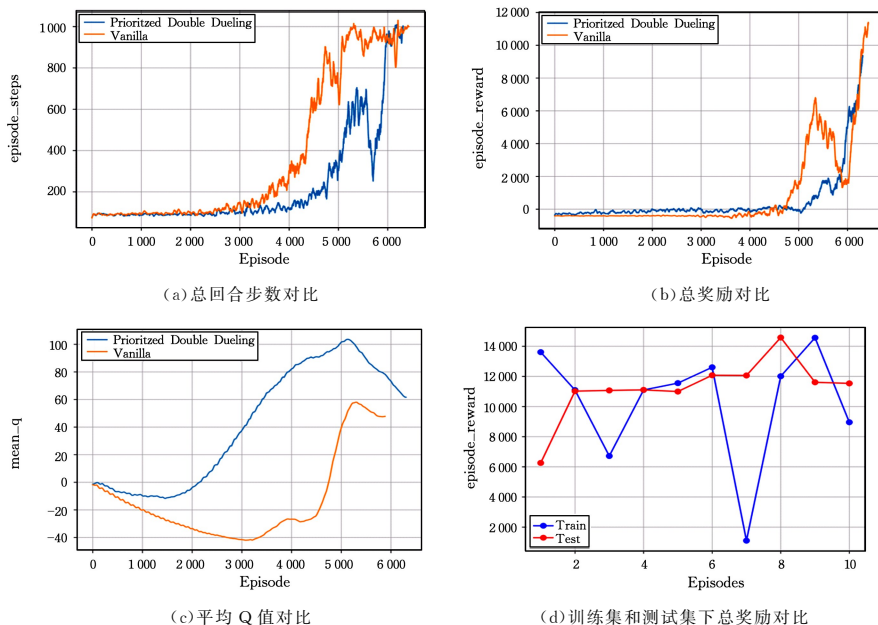 Prioritzed Double Dueling
Vanilla
episode_steps
1 000
800
600
400
200
0
1 000
2 000
3 000
4 000
5 000
6 000
Episode
(a)总回合步数对比
Prioritzed Double Dueling
Vanilla
episode_reward
12 000
10 000
8 000
6 000
4 000
2 000
0
0
1 000
2 000
3 000
4 000
5 000
6 000
Episode
(b)总奖励对比
Prioritzed Double Dueling
Vanilla
mean_q
100
80
60
40
20
0
−20
−40
0
1 000
2 000
3 000
4 000
5 000
6 000
Episode
(c)平均 Q 值对比
episode_reward
14 000
12 000
10 000
8 000
6 000
4 000
2 000
Train
Test
2
4
6
8
10
Episodes
(d)训练集和测试集下总奖励对比